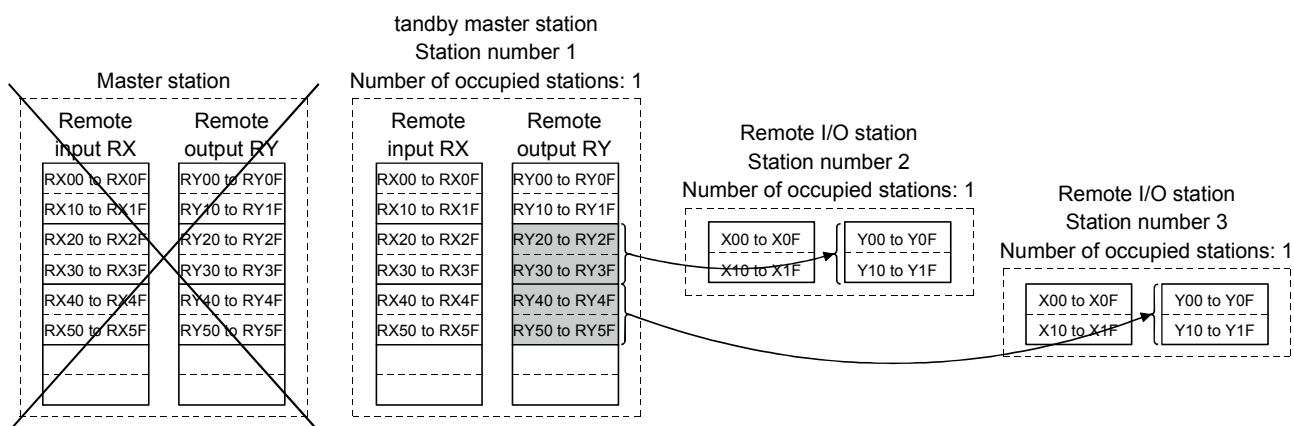 tandby master station
Station number 1
Number of occupied stations: 1
Master station
Remote input RX
Remote output RY
RX00 to RX0F
RX10 to RX1F
RX20 to RX2F
RX30 to RX3F
RX40 to RX4F
RX50 to RX5F
RY00 to RY0F
RY10 to RY1F
RY20 to RY2F
RY30 to RY3F
RY40 to RY4F
RY50 to RY5F
Remote input RX
Remote output RY
RX00 to RX0F
RX10 to RX1F
RX20 to RX2F
RX30 to RX3F
RX40 to RX4F
RX50 to RX5F
RY00 to RY0F
RY10 to RY1F
RY20 to RY2F
RY30 to RY3F
RY40 to RY4F
RY50 to RY5F
Remote I/O station
Station number 2
Number of occupied stations: 1
X00 to X0F
X10 to X1F
Y00 to Y0F
Y10 to Y1F
Remote I/O station
Station number 3
Number of occupied stations: 1
X00 to X0F
X10 to X1F
Y00 to Y0F
Y10 to Y1F